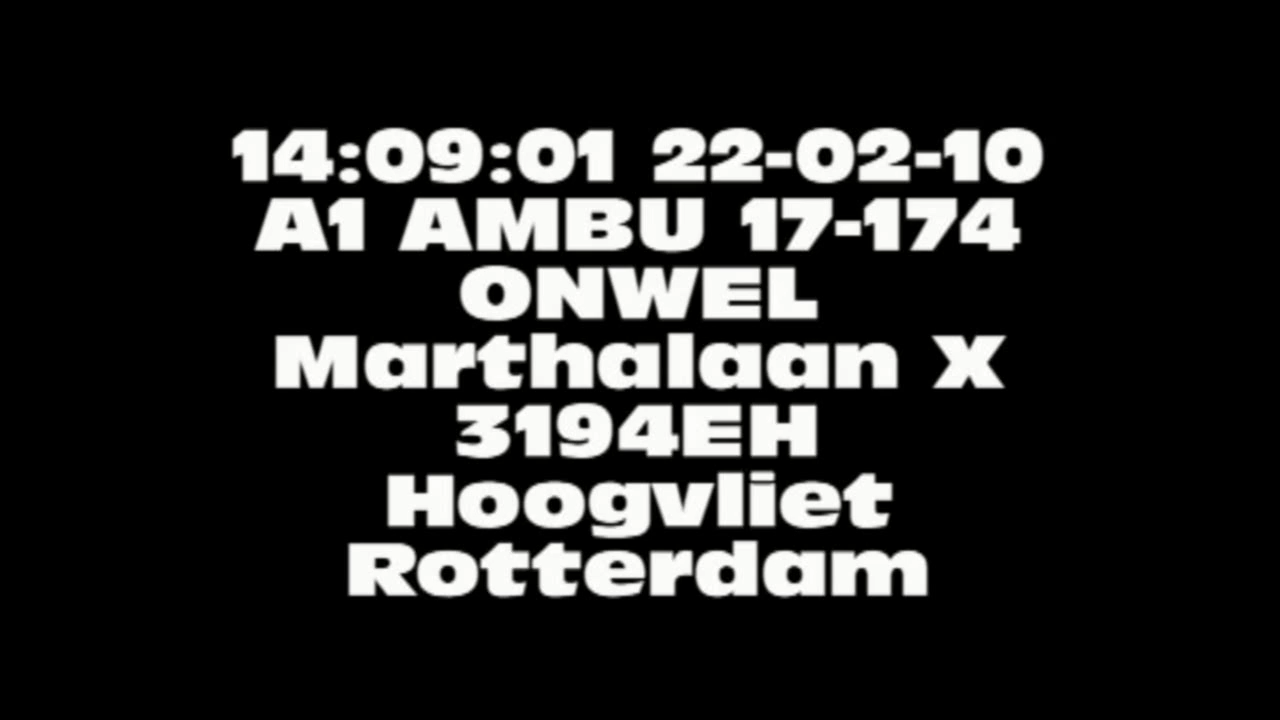 14:09:01 22-02-10
A1 AMBU 17-174
ONWEL
Marthalaan X
3194EH
Hoogvliet
Rotterdam